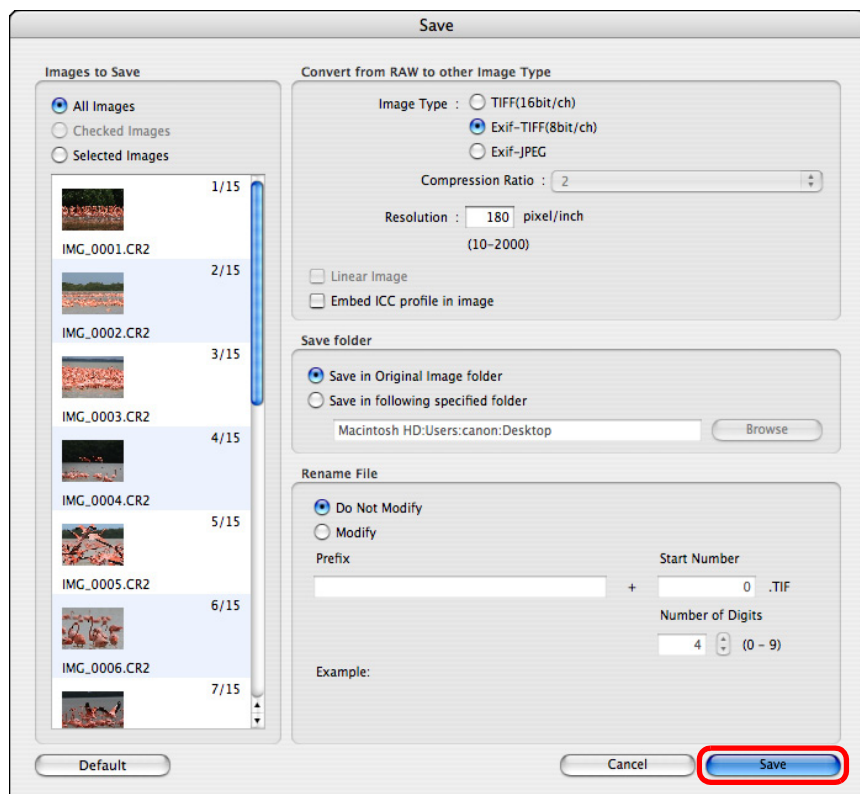 Save
Images to Save
All Images
Checked Images
Selected Images
1/15
IMG_0001.CR2
2/15
IMG_0002.CR2
3/15
IMG_0003.CR2
4/15
IMG_0004.CR2
5/15
IMG_0005.CR2
6/15
IMG_0006.CR2
7/15
Convert from RAW to other Image Type
Image Type : TIFF(16bit/ch)
Exif-TIFF(8bit/ch)
Exif-JPEG
Compression Ratio : 2
Resolution : 180 pixel/inch
(10-2000)
Linear Image
Embed ICC profile in image
Save folder
Save in Original Image folder
Save in following specified folder
Macintosh HD:Users:canon:Desktop Browse
Rename File
Do Not Modify
Modify
Prefix Start Number
+ 0 .TIF
Number of Digits
4 (0 - 9)
Example:
Default Cancel Save